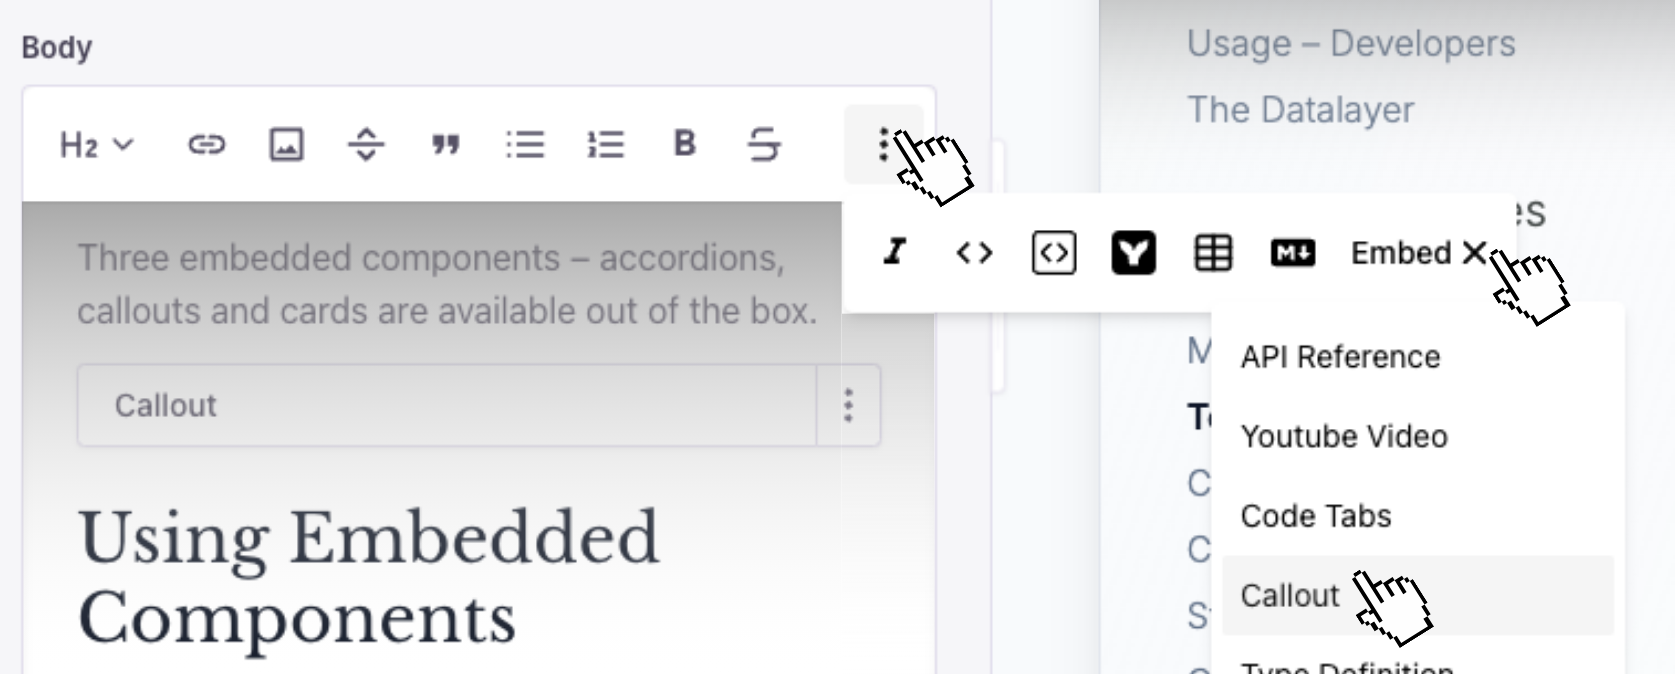 Body
H2
B
Three embedded components – accordions,
callouts and cards are available out of the box.
Callout
Using Embedded
Components
Usage – Developers
The Datalayer
es
I
M↓
Embed
API Reference
Youtube Video
Code Tabs
Callout
Type Definition